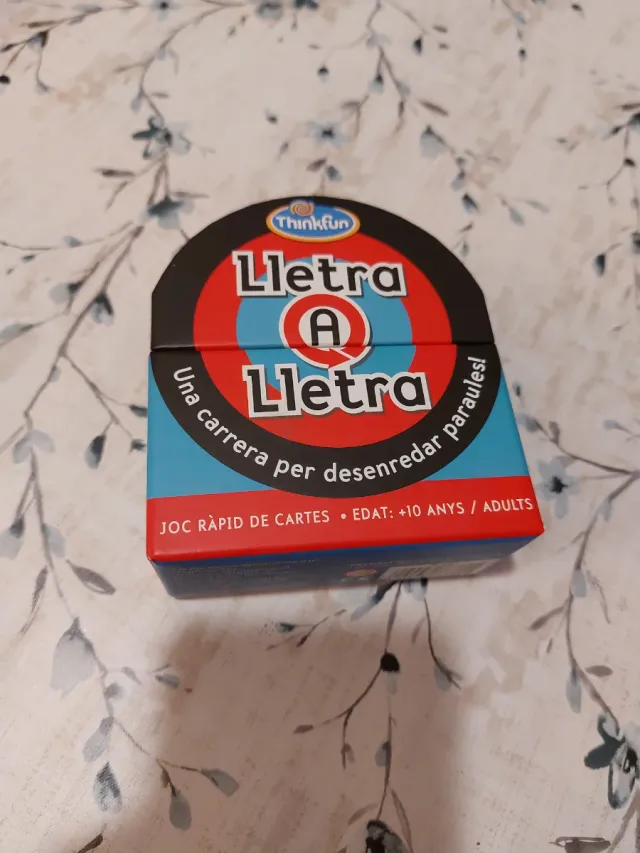 Thinkfun
Lletra
A
Lletra
Una carrera per desenredar paraules!
JOC RÀPID DE CARTES • EDAT: +10 ANYS / ADULTS